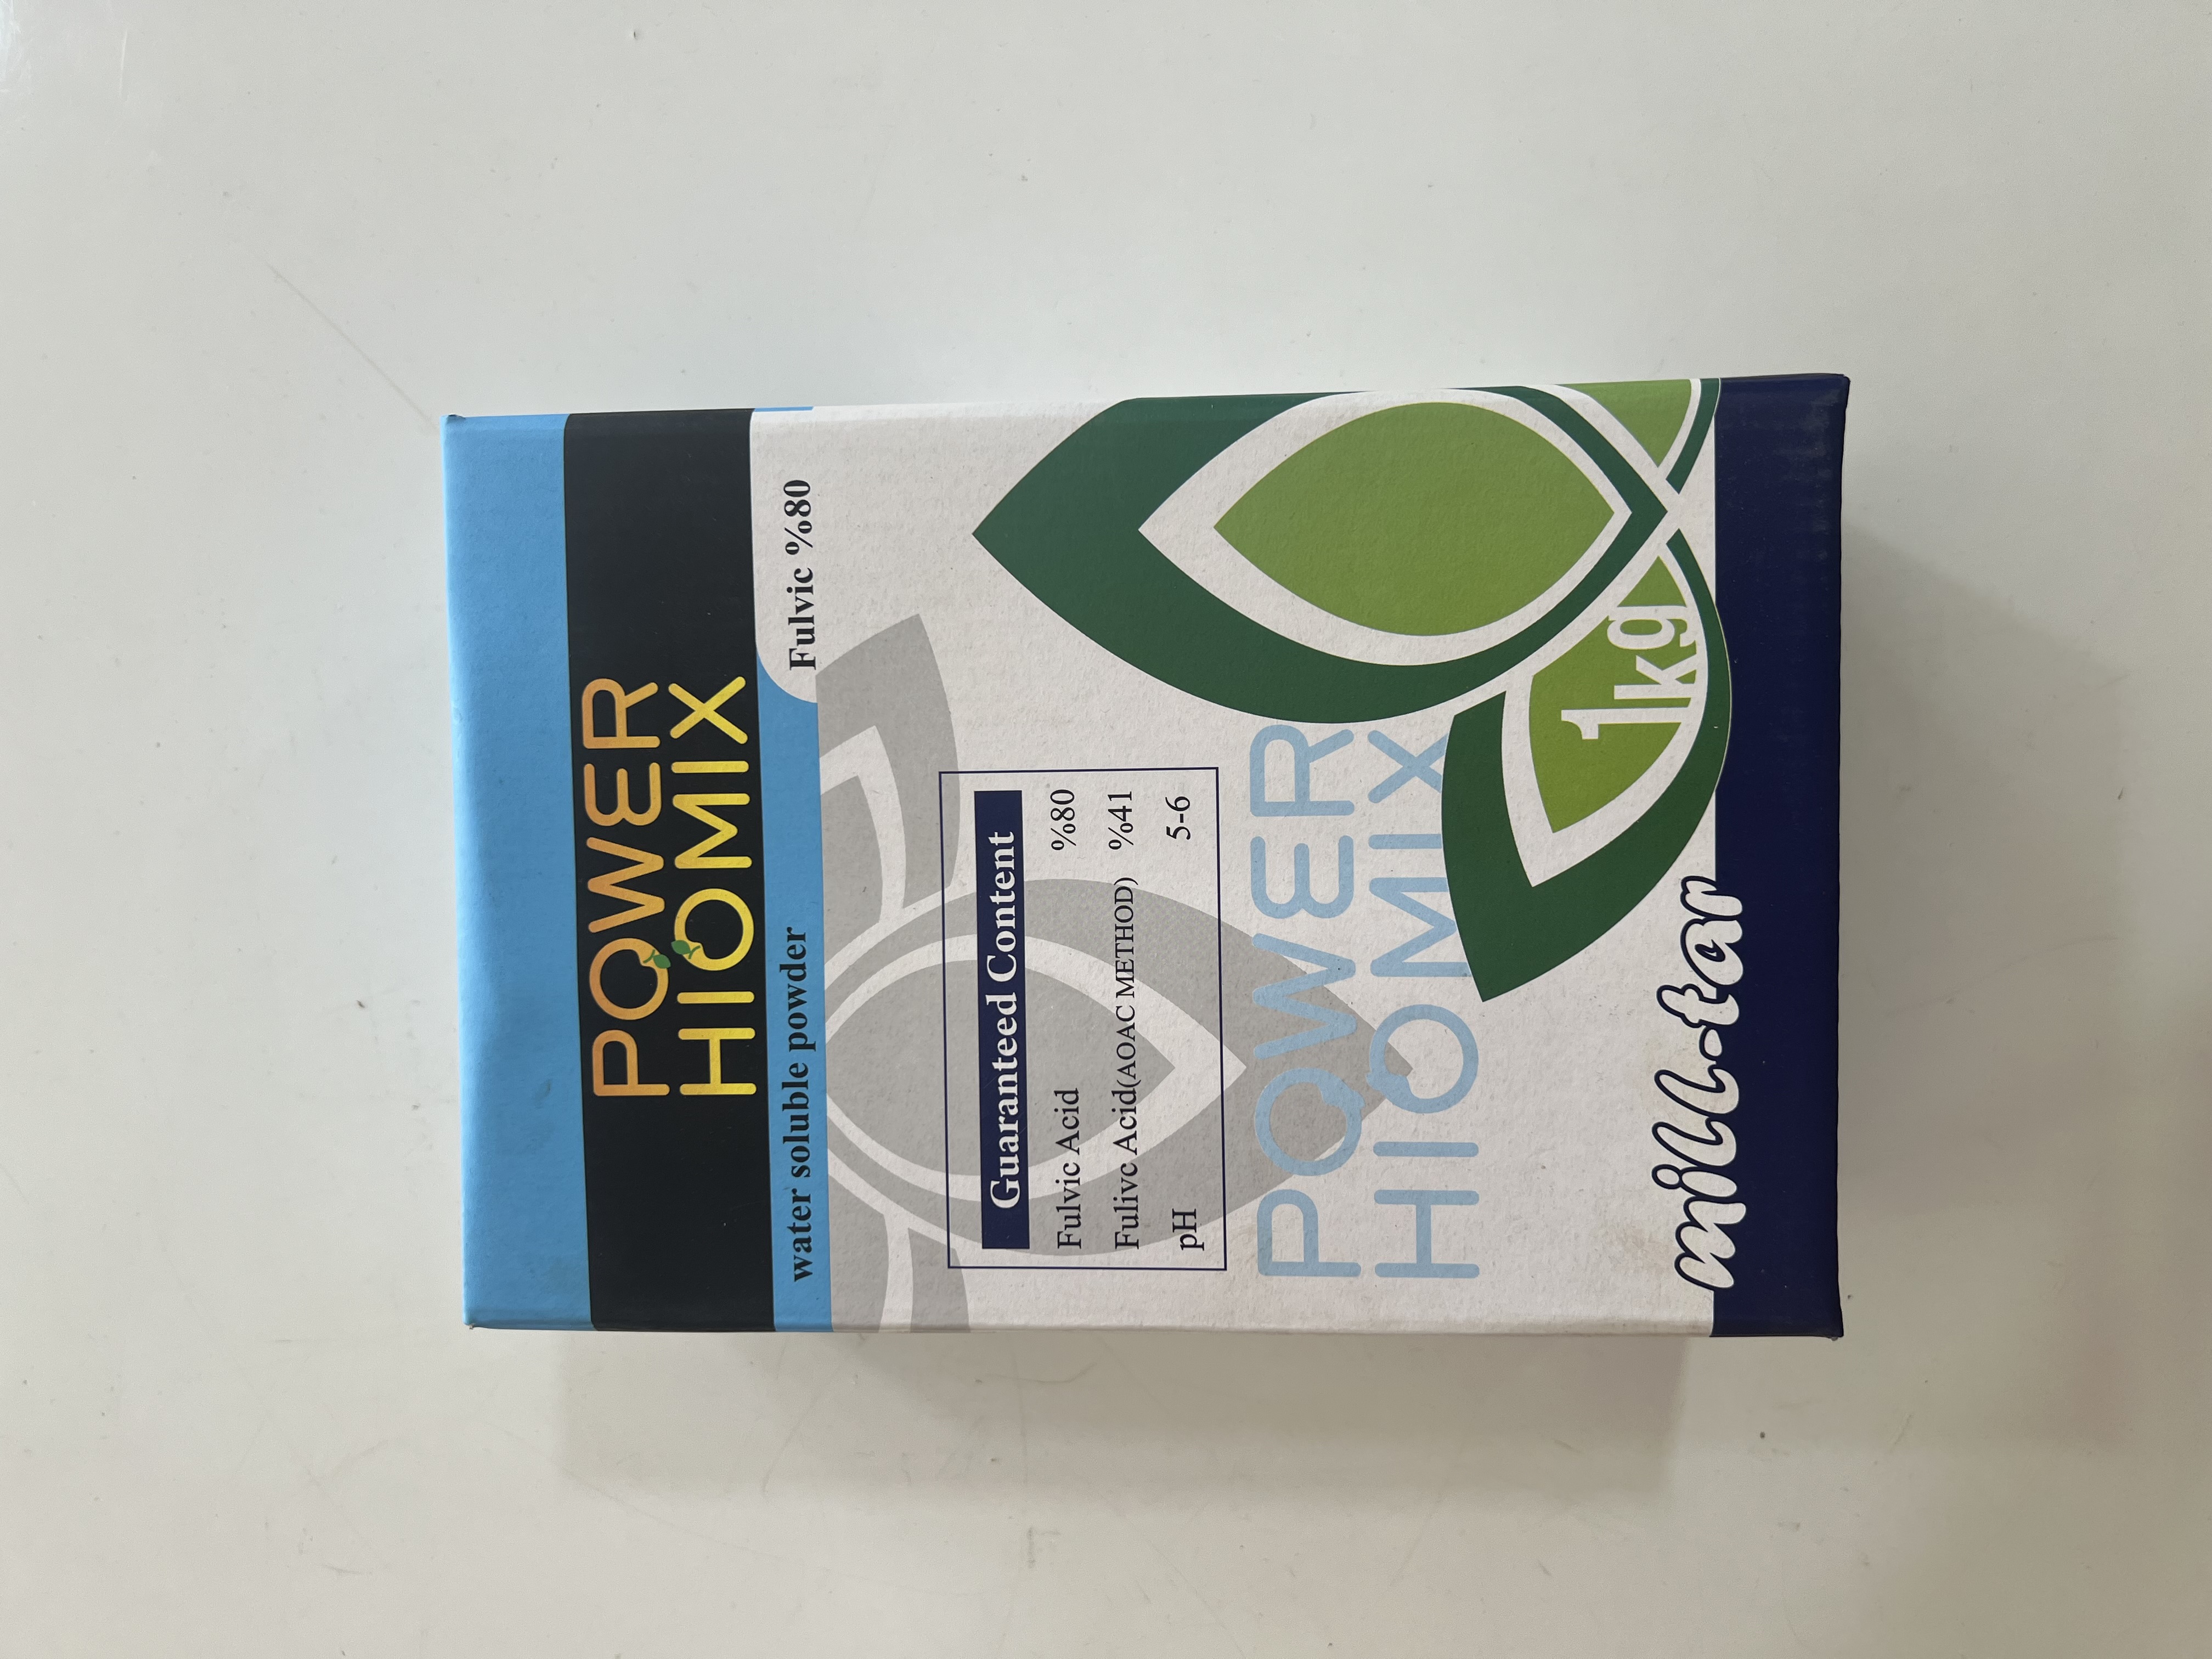 POWER
HIOMIX
water soluble powder
Fulvic %80
Guaranteed Content
Fulvic Acid %80
Fulivc Acid(AOAC METHOD) %41
pH 5-6
POWER
HIOMIX
1kg
mill-tar